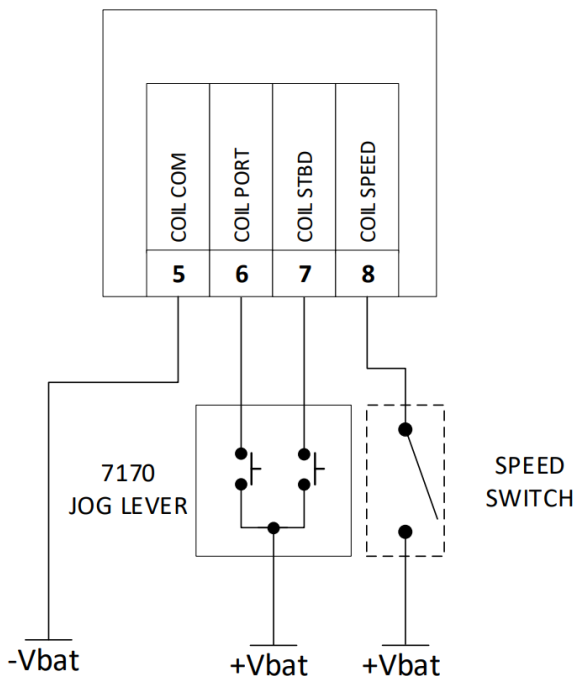 COIL COM
COIL PORT
COIL STBD
COIL SPEED
5 6 7 8
7170
JOG LEVER
SPEED
SWITCH
-Vbat
+Vbat
+Vbat